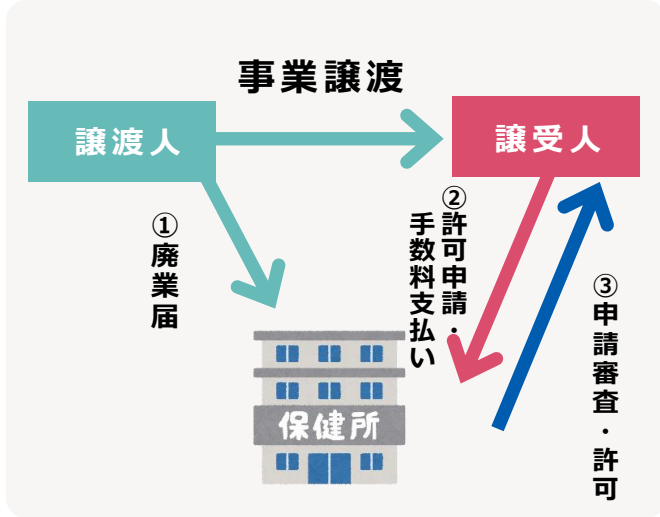 事業譲渡
譲渡人
譲受人
①廃業届
②許可申請・
手数料支払い
③申請審査・許可
保健所